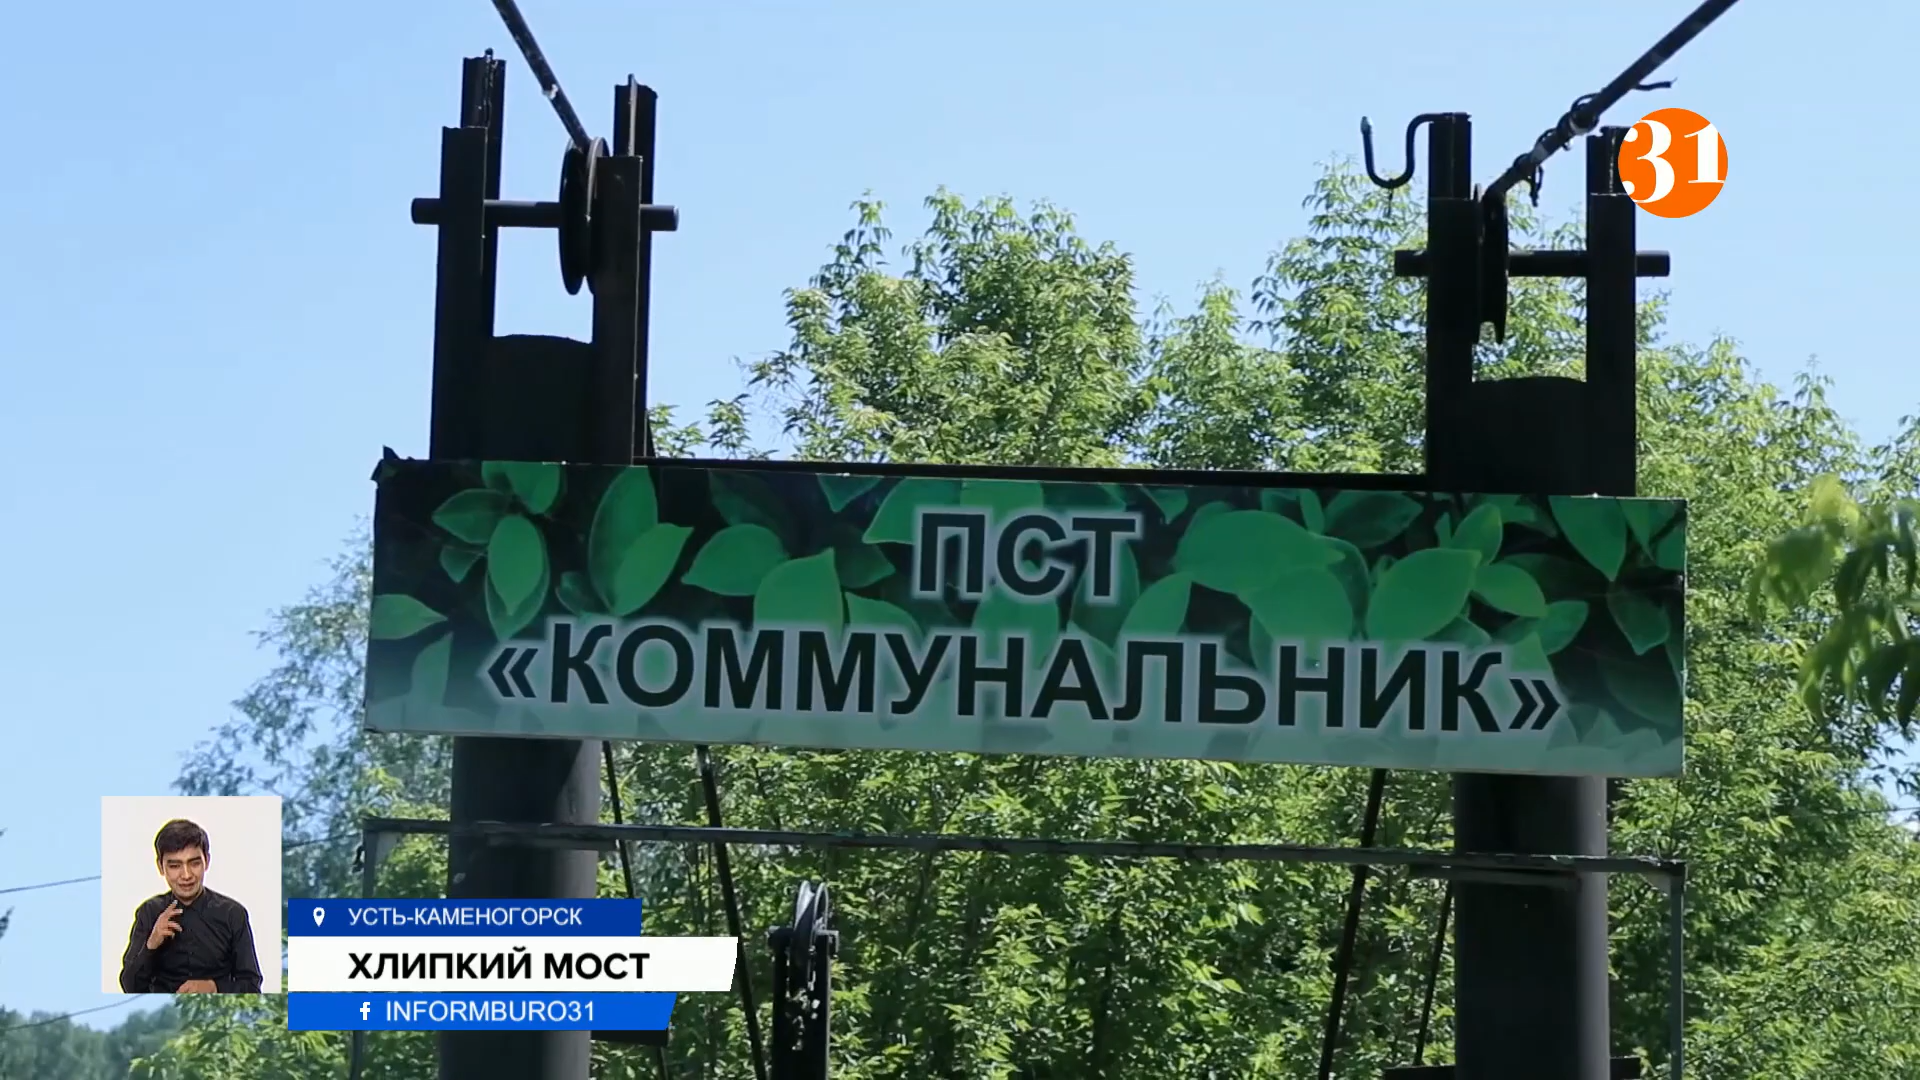 31
ПСТ
«КОММУНАЛЬНИК»
УСТЬ-КАМЕНОГОРСК
ХЛИПКИЙ МОСТ
f INFORMBURO31